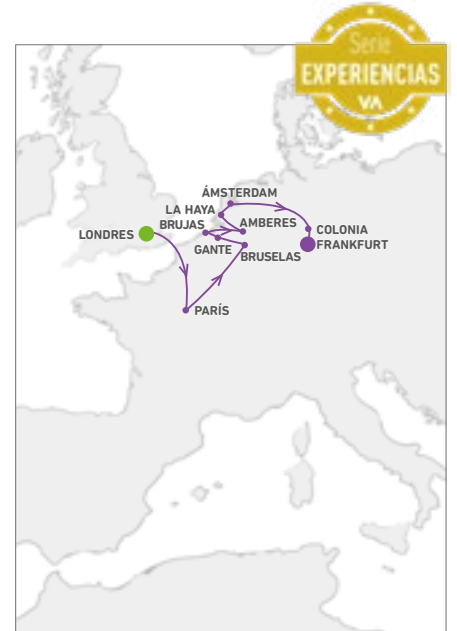 Serie
EXPERIENCIAS
VA
ÁMSTERDAM
LA HAYA
BRUJAS
AMBERES
COLONIA
LONDRES
GANTE
FRANKFURT
BRUSELAS
PARÍS